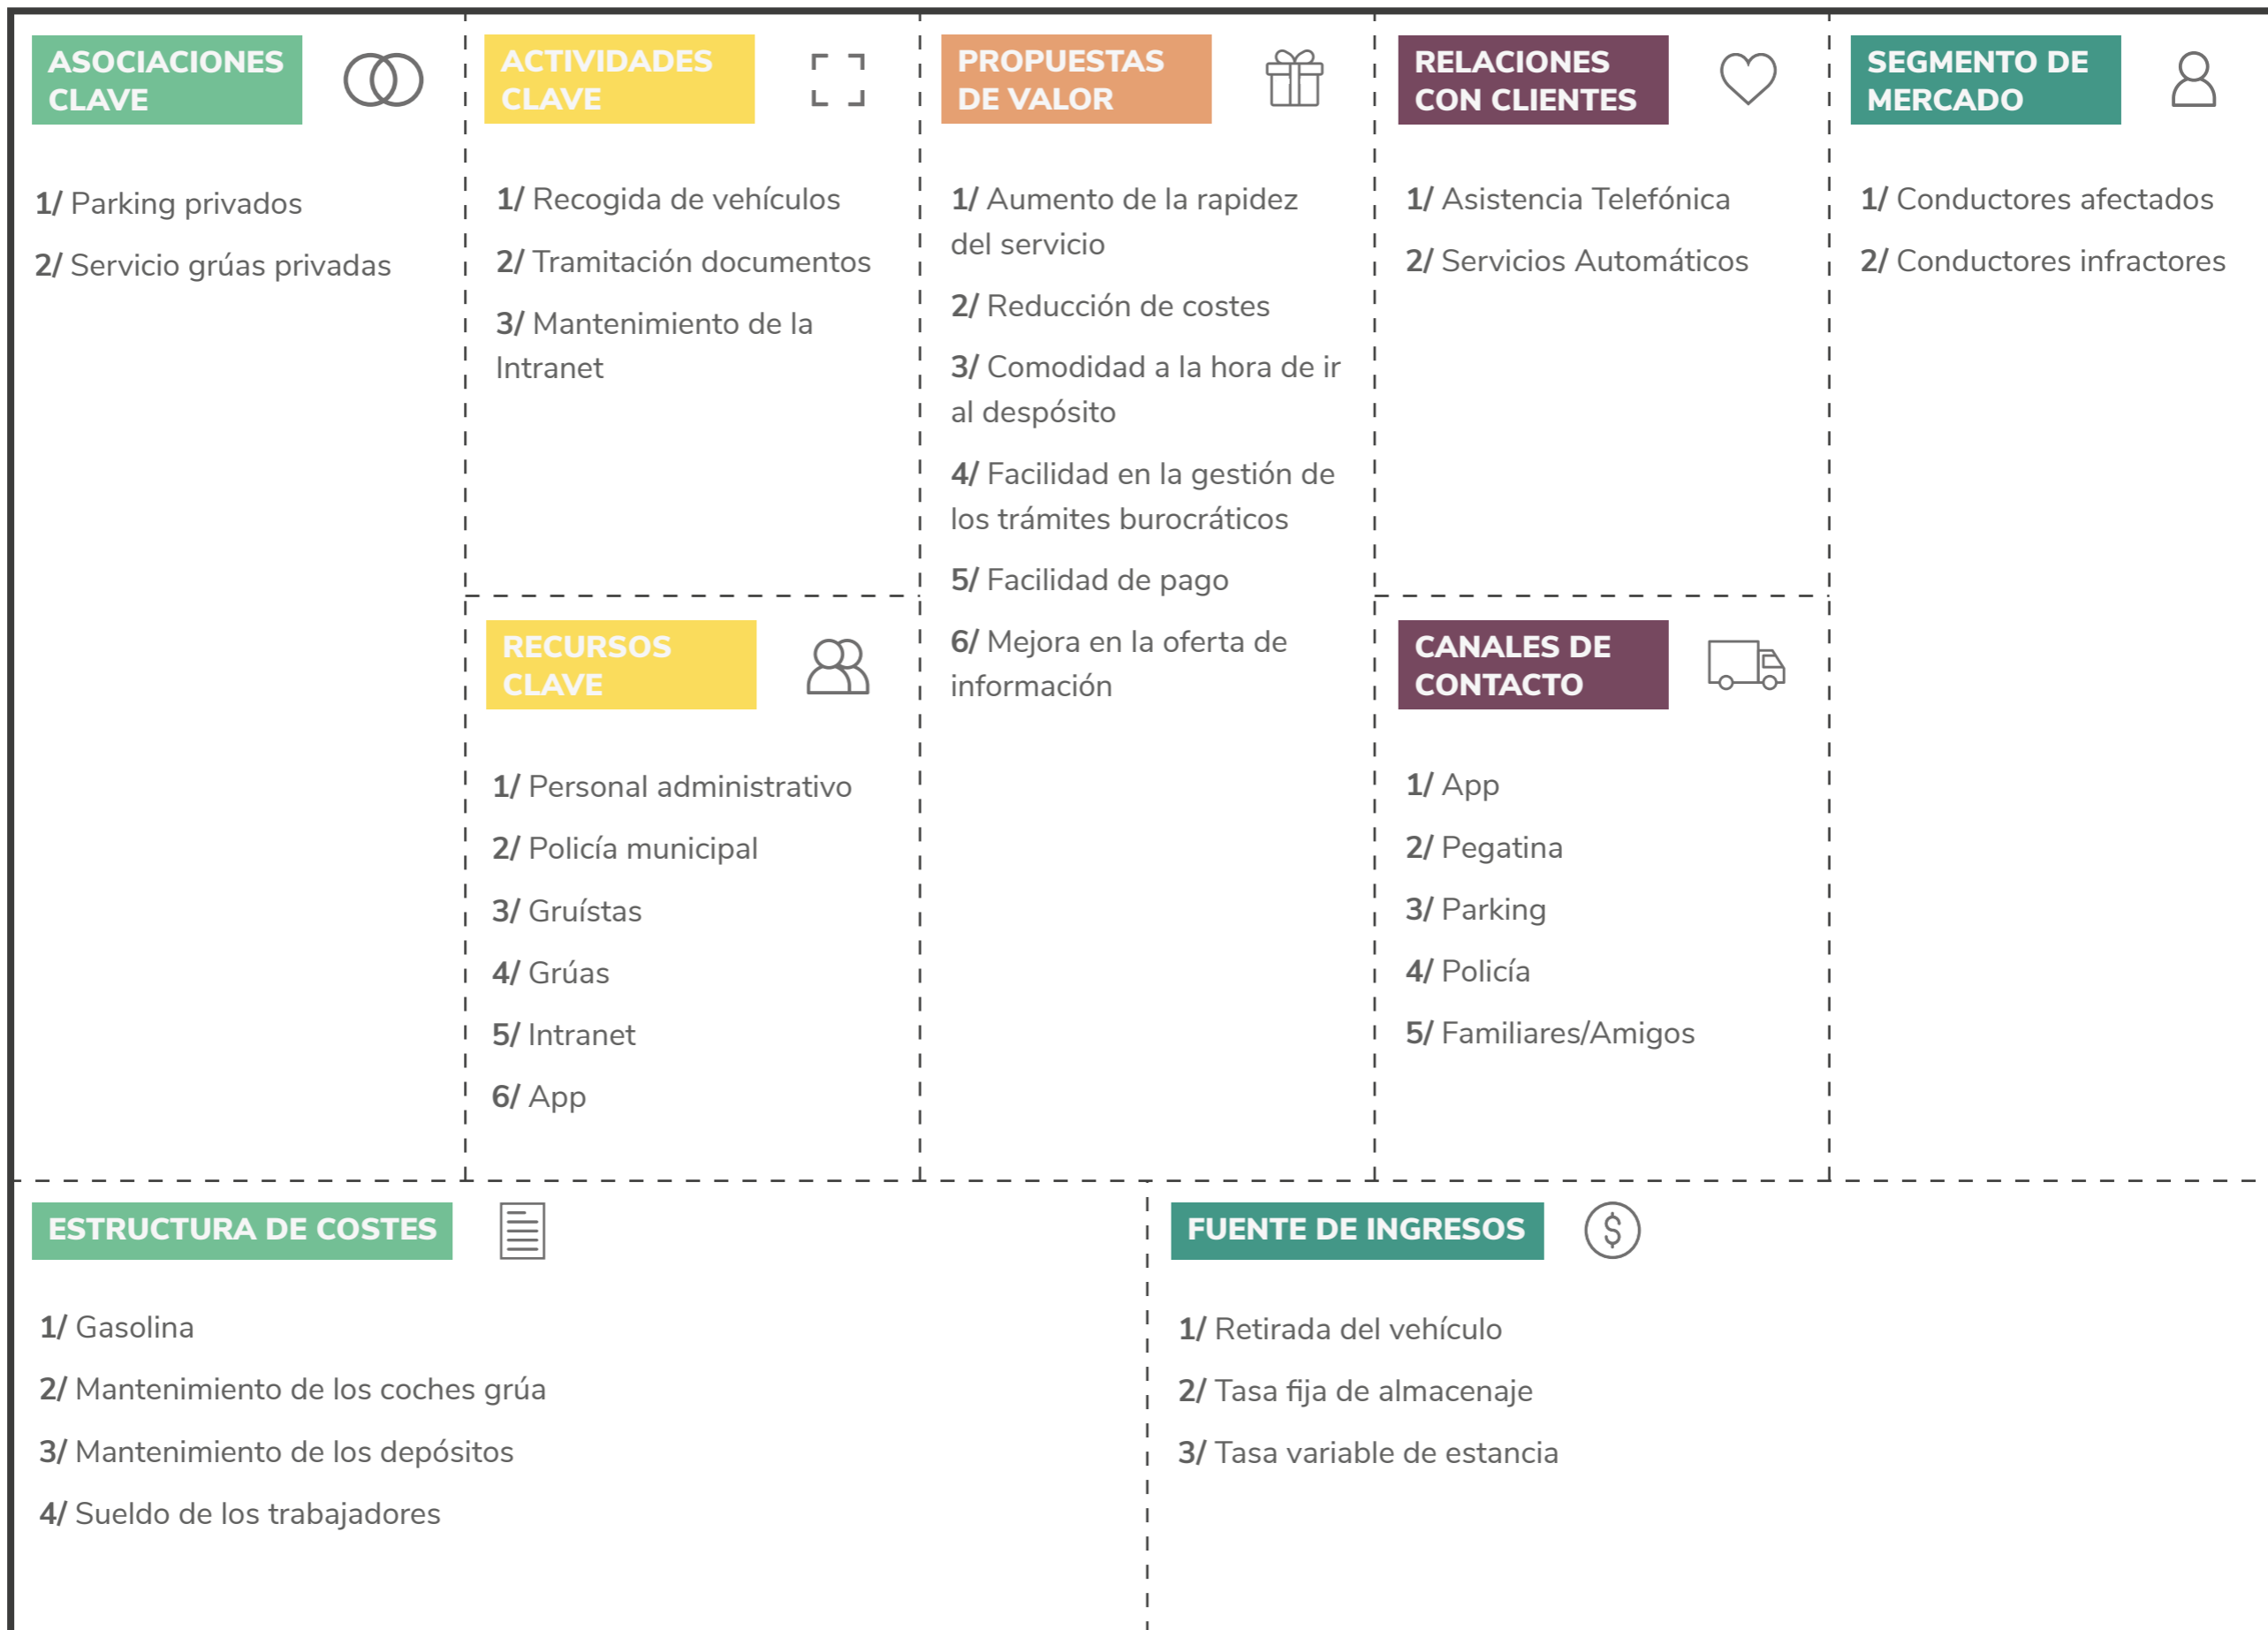 ASOCIACIONES
CLAVE
1/ Parking privados
2/ Servicio grúas privadas
ACTIVIDADES
CLAVE
1/ Recogida de vehículos
2/ Tramitación documentos
3/ Mantenimiento de la
Intranet
RECURSOS
CLAVE
1/ Personal administrativo
2/ Policía municipal
3/ Gruístas
4/ Grúas
5/ Intranet
6/ App
PROPUESTAS
DE VALOR
1/ Aumento de la rapidez
del servicio
2/ Reducción de costes
3/ Comodidad a la hora de ir
al despósito
4/ Facilidad en la gestión de
los trámites burocráticos
5/ Facilidad de pago
6/ Mejora en la oferta de
información
RELACIONES
CON CLIENTES
1/ Asistencia Telefónica
2/ Servicios Automáticos
CANALES DE
CONTACTO
1/ App
2/ Pegatina
3/ Parking
4/ Policía
5/ Familiares/Amigos
SEGMENTO DE
MERCADO
1/ Conductores afectados
2/ Conductores infractores
ESTRUCTURA DE COSTES
1/ Gasolina
2/ Mantenimiento de los coches grúa
3/ Mantenimiento de los depósitos
4/ Sueldo de los trabajadores
FUENTE DE INGRESOS
$
1/ Retirada del vehículo
2/ Tasa fija de almacenaje
3/ Tasa variable de estancia